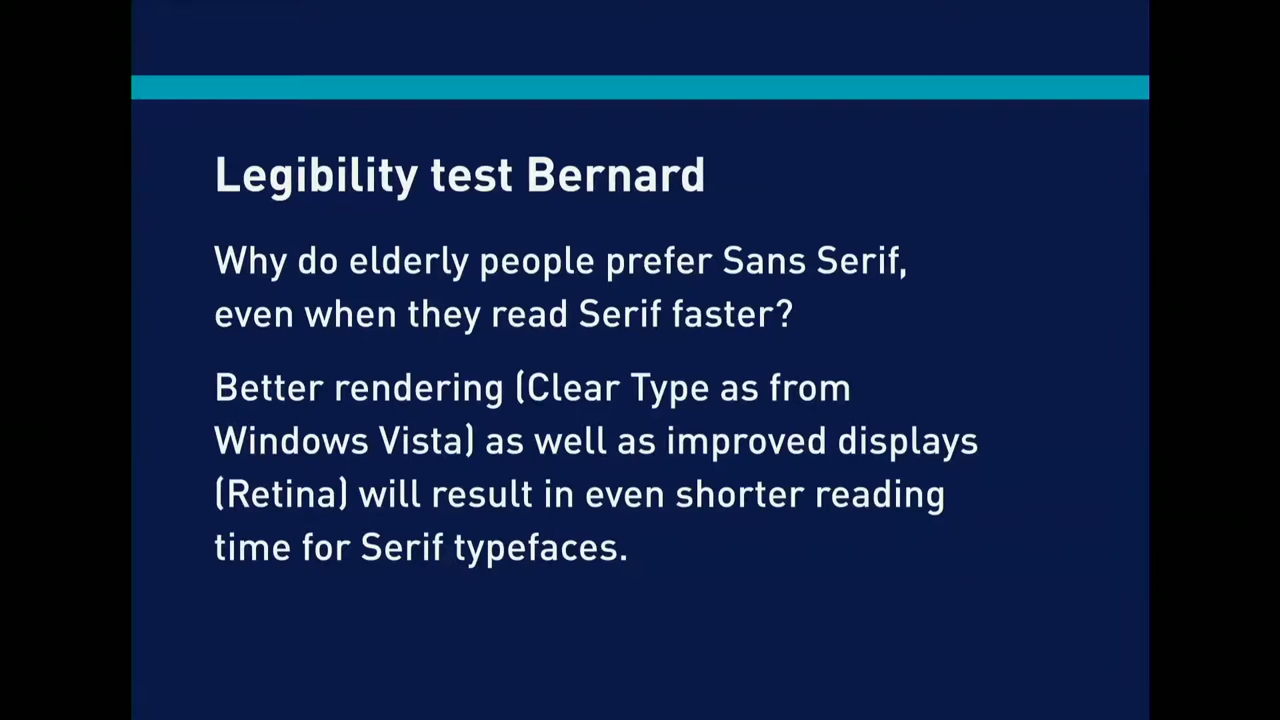 Legibility test Bernard
Why do elderly people prefer Sans Serif,
even when they read Serif faster?
Better rendering (Clear Type as from
Windows Vista) as well as improved displays
(Retina) will result in even shorter reading
time for Serif typefaces.